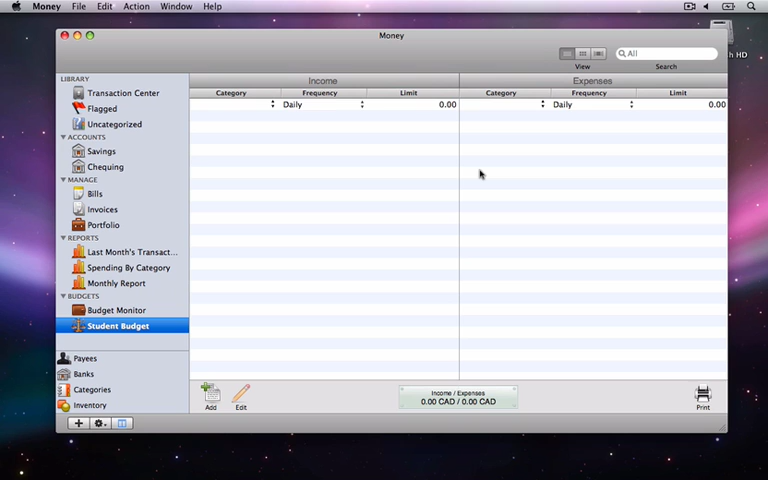 Money File Edit Action Window Help
Money
All
View Search
LIBRARY
Transaction Center
Flagged
Uncategorized
ACCOUNTS
Savings
Chequing
MANAGE
Bills
Invoices
Portfolio
REPORTS
Last Month's Transact...
Spending By Category
Monthly Report
BUDGETS
Budget Monitor
Student Budget
Payees
Banks
Categories
Inventory
Income Expenses
Category Frequency Limit Category Frequency Limit
Daily 0.00 Daily 0.00
Add Edit
Income / Expenses
0.00 CAD / 0.00 CAD
Print
HD